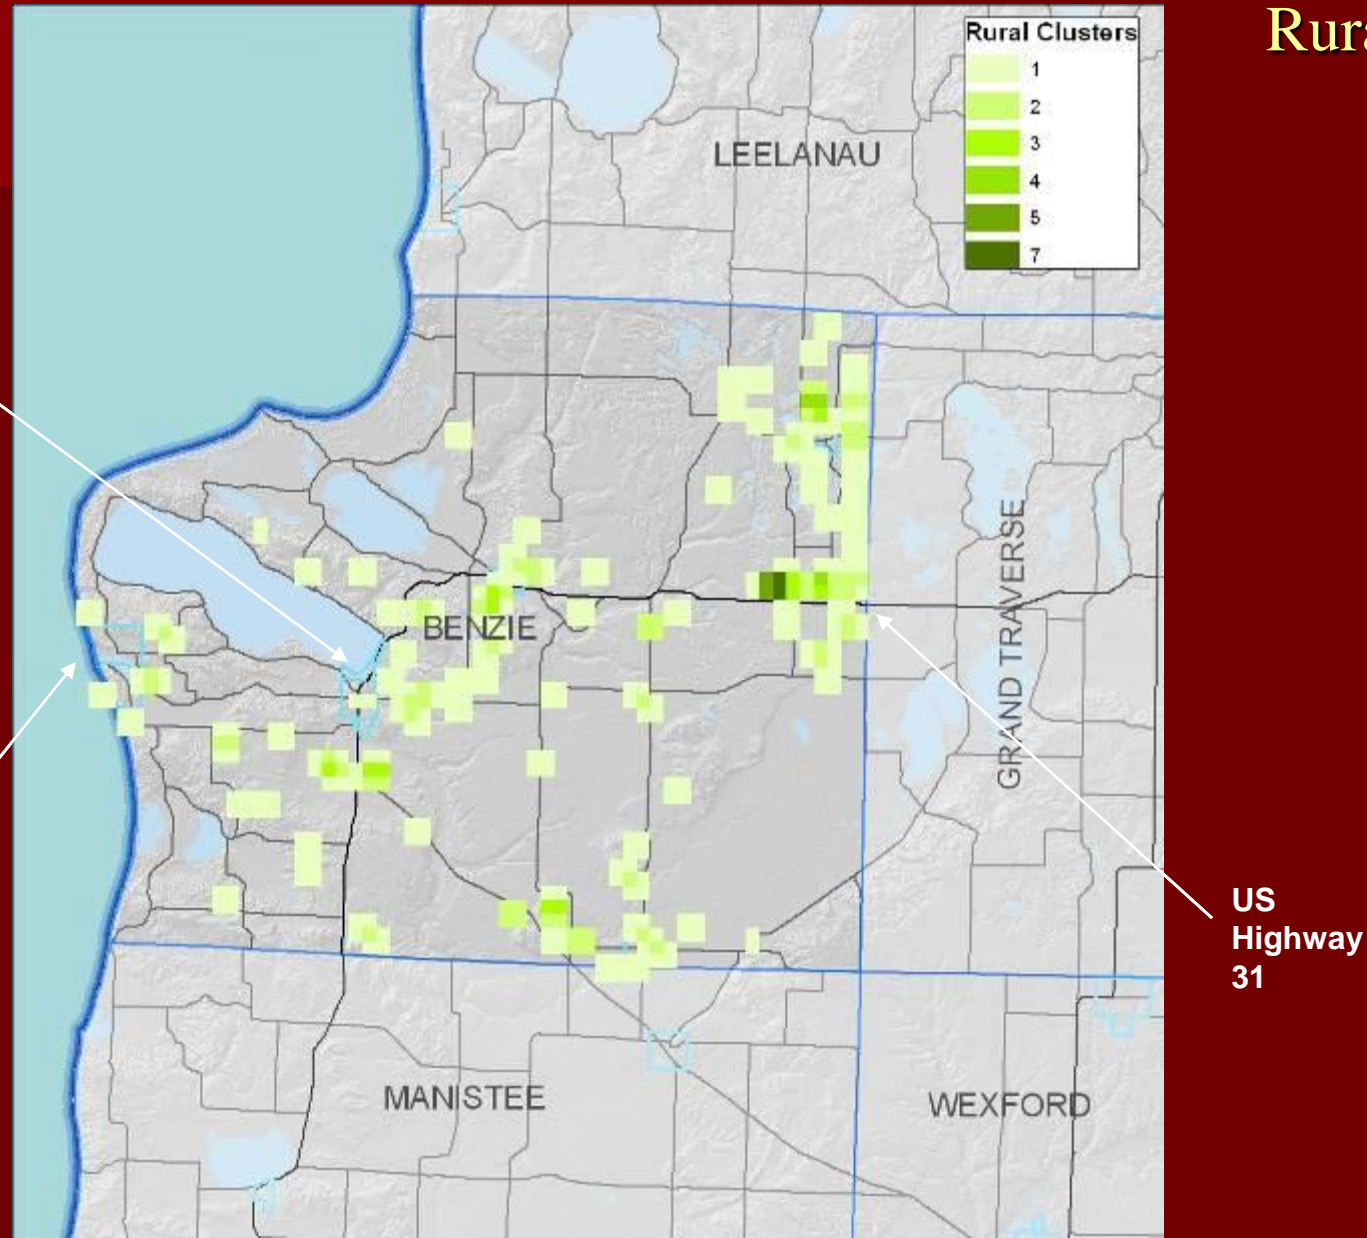 Rura
Rural Clusters
1
2
3
4
5
7
LEELANAU
BENZIE
GRAND TRAVERSE
US
Highway
31
MANISTEE
WEXFORD